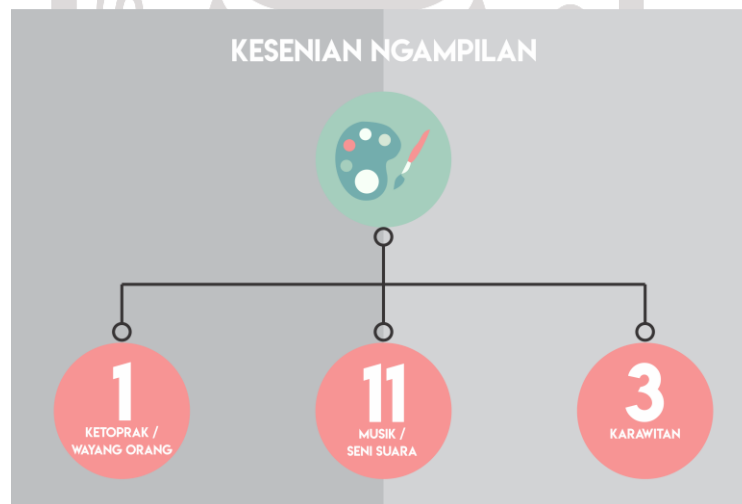 KESENIAN NGAMPILAN
1
KETOPRAK /
WAYANG ORANG
11
MUSIK /
SENI SUARA
3
KARAWITAN